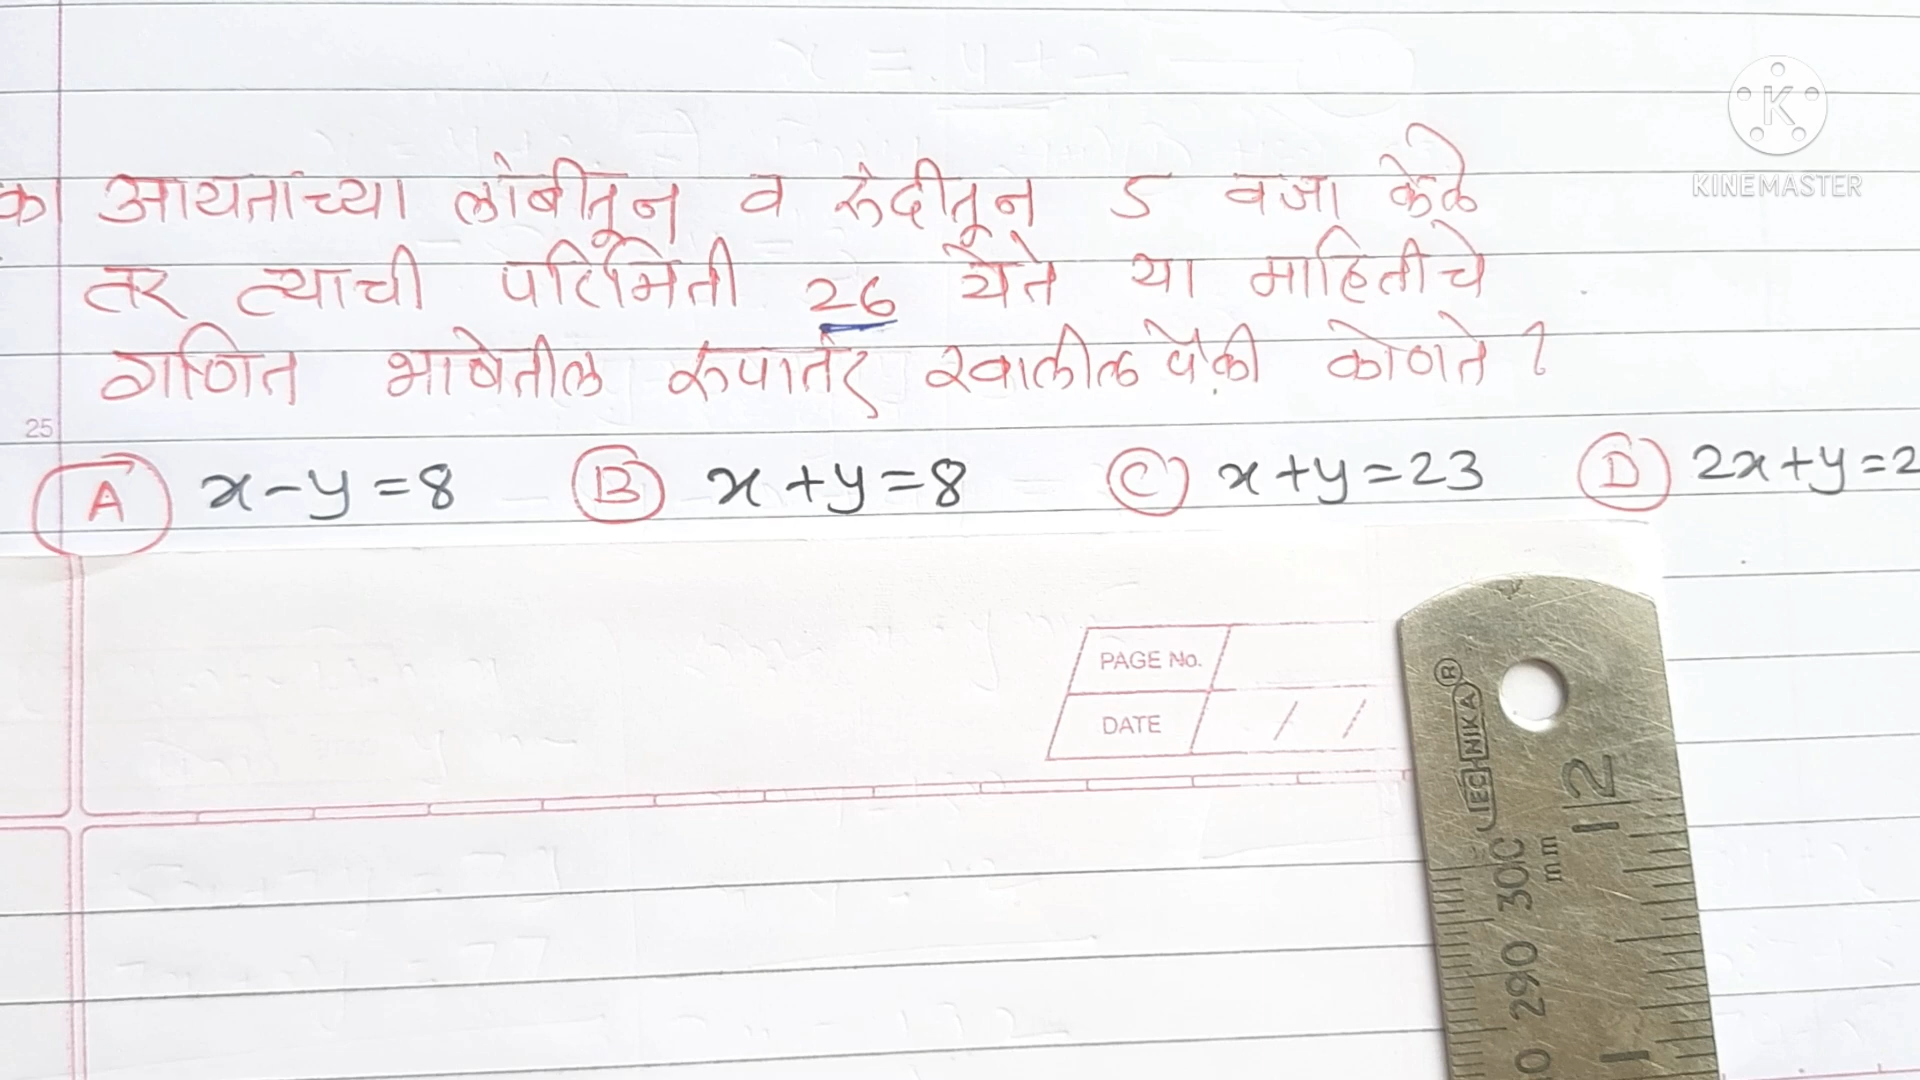 क आयतांच्या लांबीतून व रुंदीतून 5 वजा केले
तर त्याची परिमिती 26 येते या माहितीचे
गणित भाषेतील रुपांतर खालील पैकी कोणते ?
25
A x-y=8 B x+y=8 C x+y=23 D 2x+y=2
KINEMASTER
PAGE No.
DATE / /
TECHNIKA R
12
mm
300
290